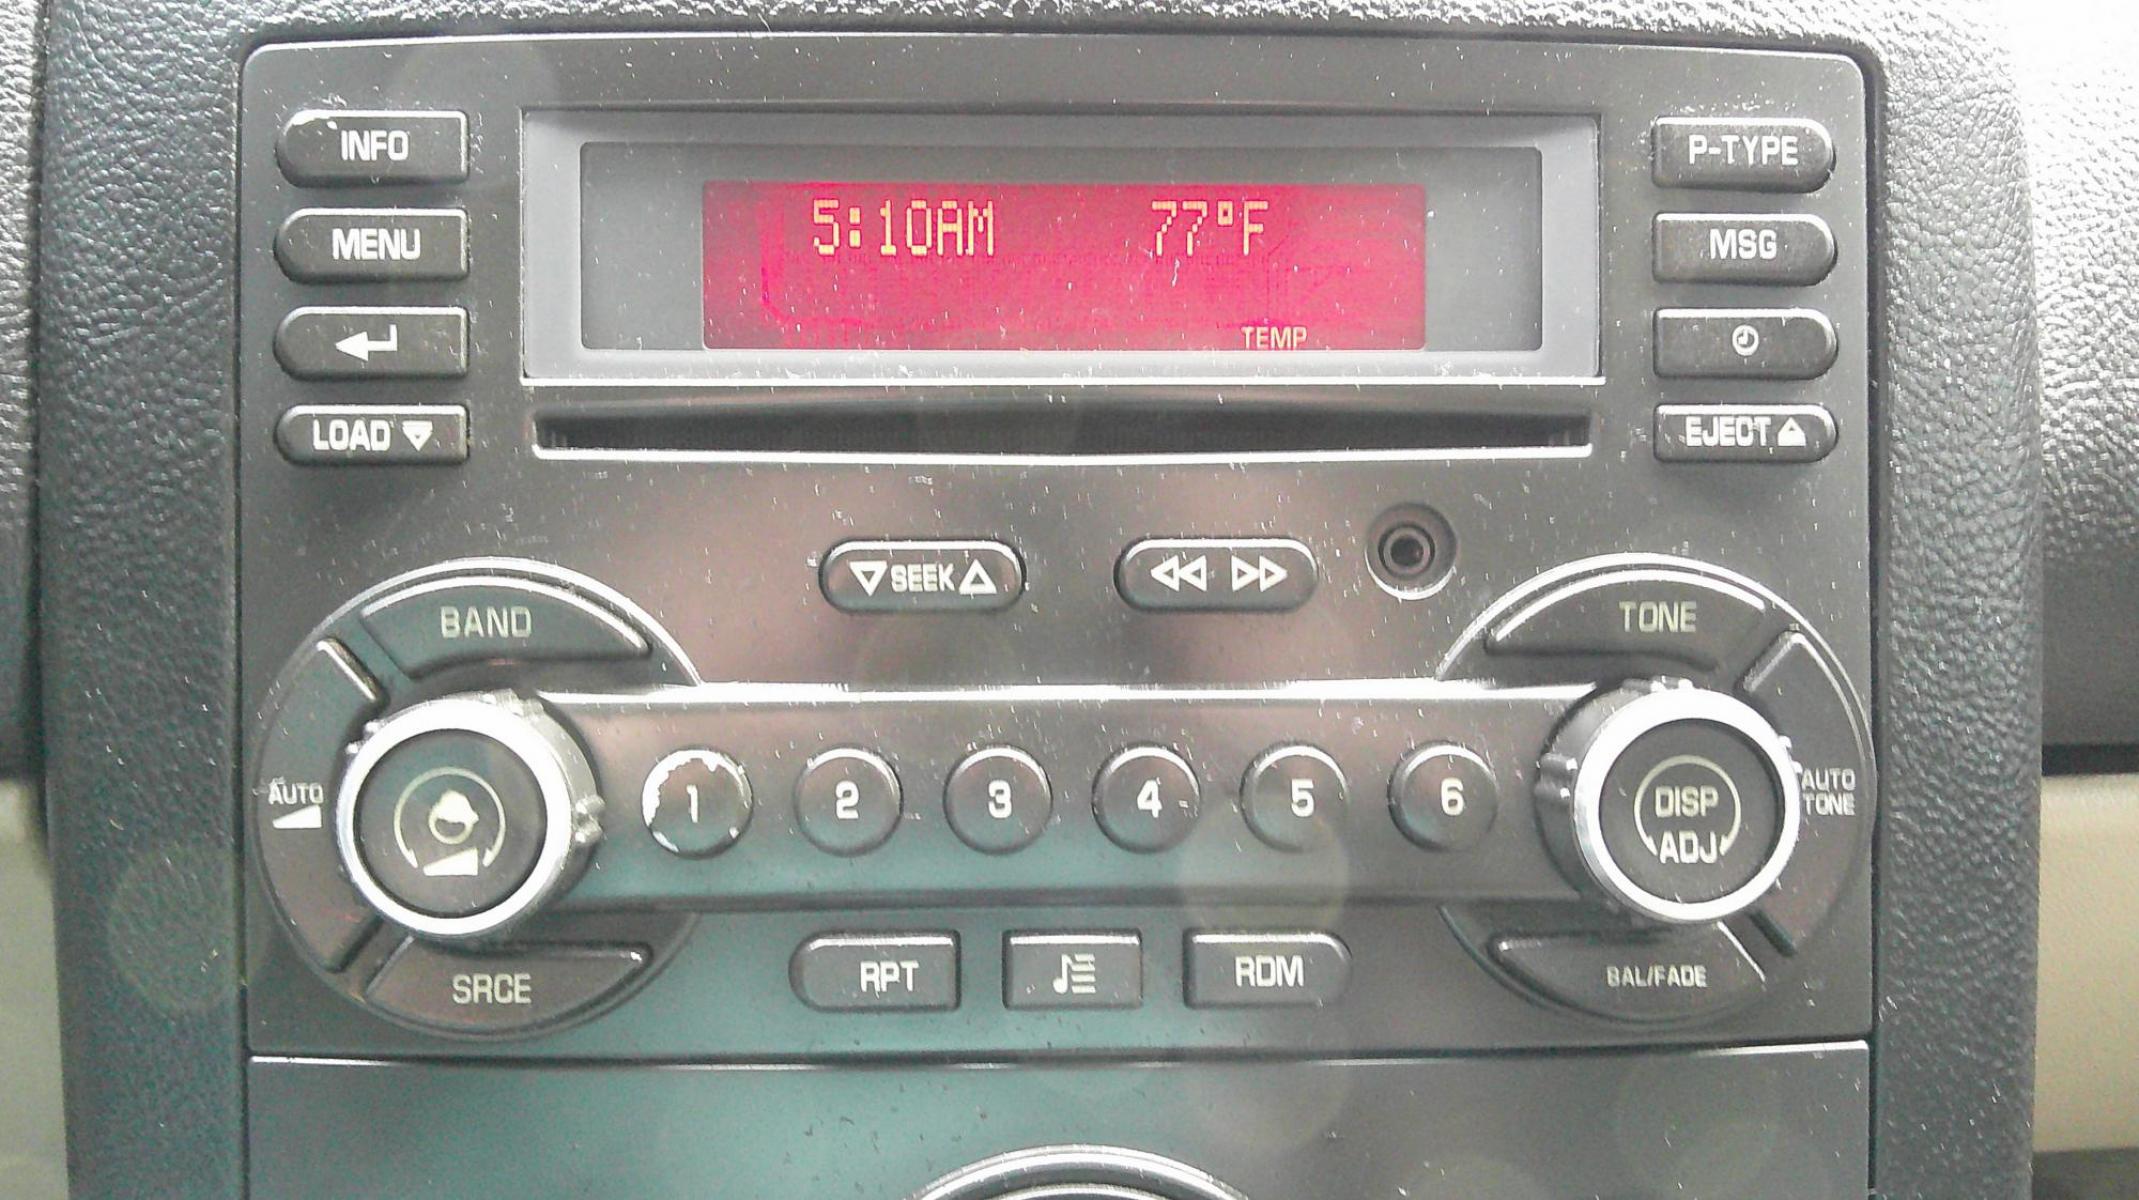 INFO
5:10AM 77°F
TEMP
P-TYPE
MENU
MSG
LOAD
EJECT
SEEK
BAND
TONE
AUTO
1 2 3 4 5 6
DISP
ADJ
AUTO
TONE
SRCE
RPT
RDM
BAL/FADE